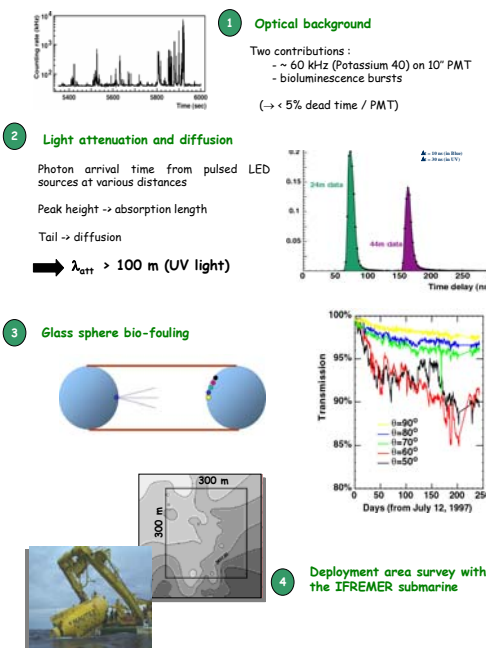 1 Optical background
Two contributions :
- ~ 60 kHz (Potassium 40) on 10" PMT
- bioluminescence bursts
(→ < 5% dead time / PMT)
Counting rate (kHz)
10²
5400 5600 5800 6000
Time (sec)
2 Light attenuation and diffusion
Photon arrival time from pulsed LED
sources at various distances
Peak height -> absorption length
Tail -> diffusion
λatt > 100 m (UV light)
0.2
0.15
0.1
0.05
24m data
44m data
0 50 100 150 200 250
Time delay (n
3 Glass sphere bio-fouling
100%
95%
90%
85%
80%
Transmission
θ=90°
θ=80°
θ=70°
θ=60°
θ=50°
0 50 100 150 200 250
Days (from July 12, 1997)
300 m
300 m
4 Deployment area survey with
the IFREMER submarine